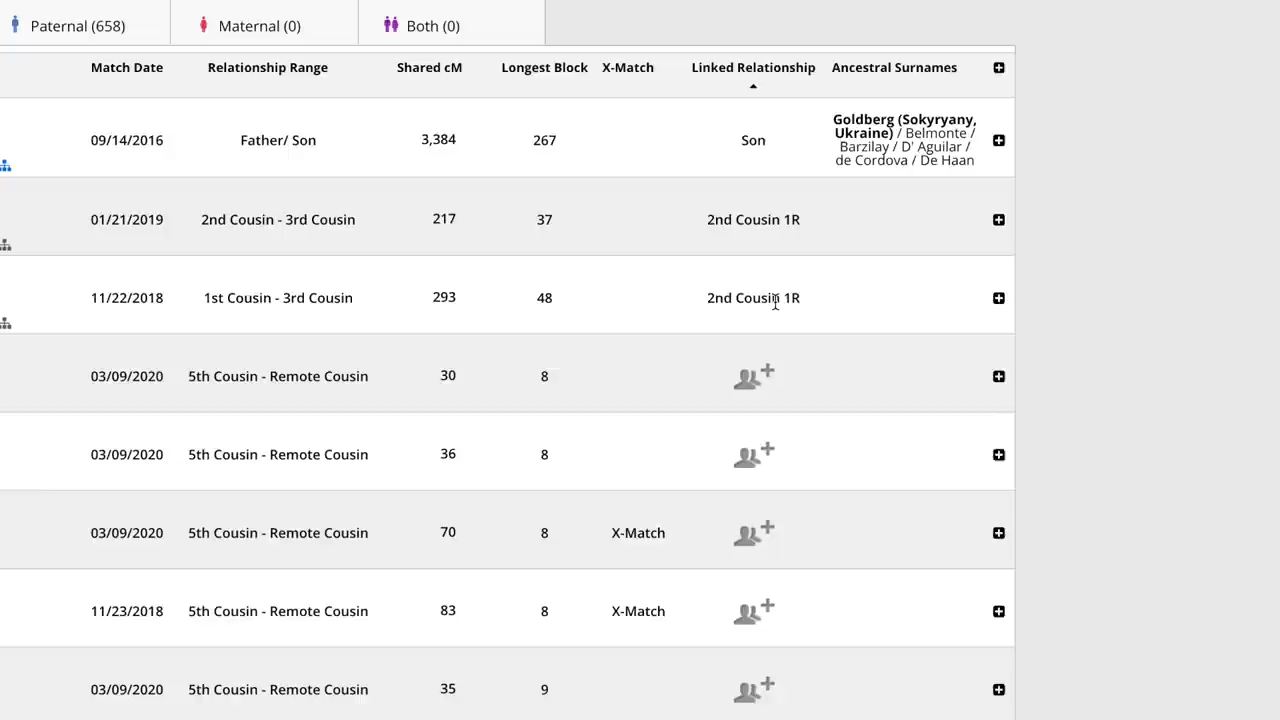 Paternal (658) Maternal (0) Both (0)
Match Date Relationship Range Shared cM Longest Block X-Match Linked Relationship Ancestral Surnames
09/14/2016 Father/ Son 3,384 267 Son Goldberg (Sokyryany,
Ukraine) / Belmonte /
Barzilay / D' Aguilar /
de Cordova / De Haan
01/21/2019 2nd Cousin - 3rd Cousin 217 37 2nd Cousin 1R
11/22/2018 1st Cousin - 3rd Cousin 293 48 2nd Cousin 1R
03/09/2020 5th Cousin - Remote Cousin 30 8
03/09/2020 5th Cousin - Remote Cousin 36 8
03/09/2020 5th Cousin - Remote Cousin 70 8 X-Match
11/23/2018 5th Cousin - Remote Cousin 83 8 X-Match
03/09/2020 5th Cousin - Remote Cousin 35 9